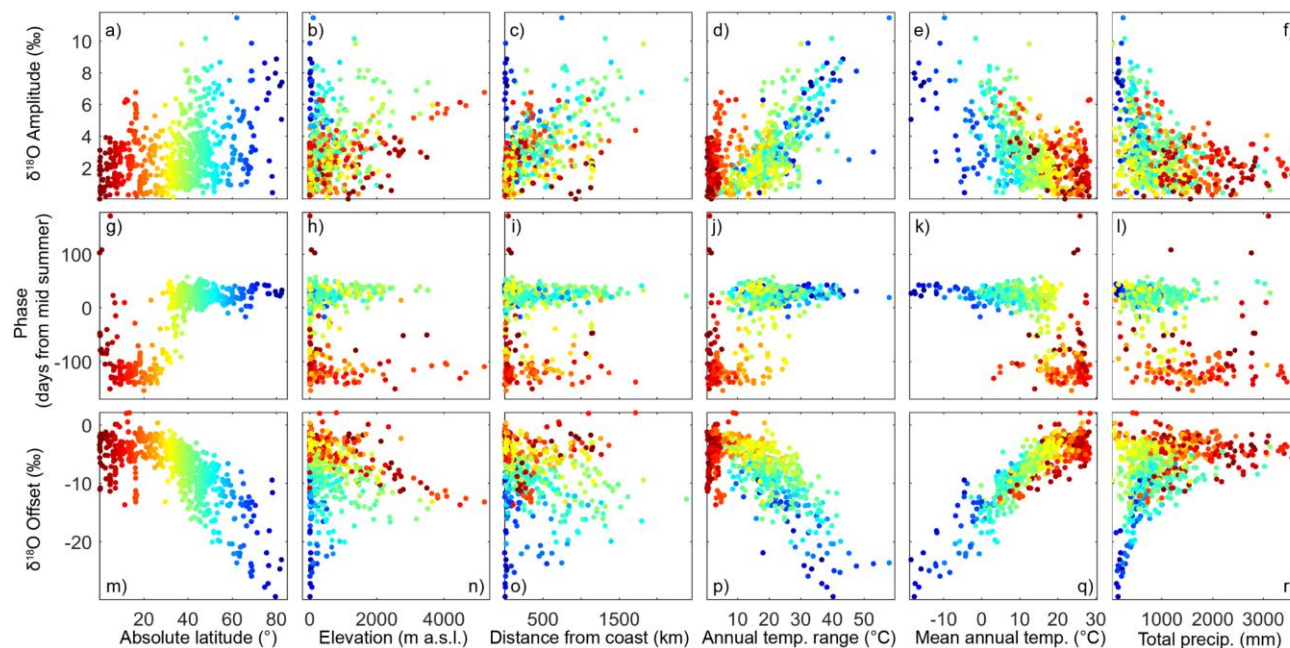 a) b) c) d) e) f)
δ¹⁸O Amplitude (‰)
10
8
6
4
2
g) h) i) j) k) l)
Phase
(days from mid summer)
100
0
-100
δ¹⁸O Offset (‰)
0
-10
-20
m) n) o) p) q) r
20 40 60 80 0 2000 4000 500 1500 10 20 30 40 50 -10 0 10 20 30 1000 2000 3000
Absolute latitude (°) Elevation (m a.s.l.) Distance from coast (km) Annual temp. range (°C) Mean annual temp. (°C) Total precip. (mm)